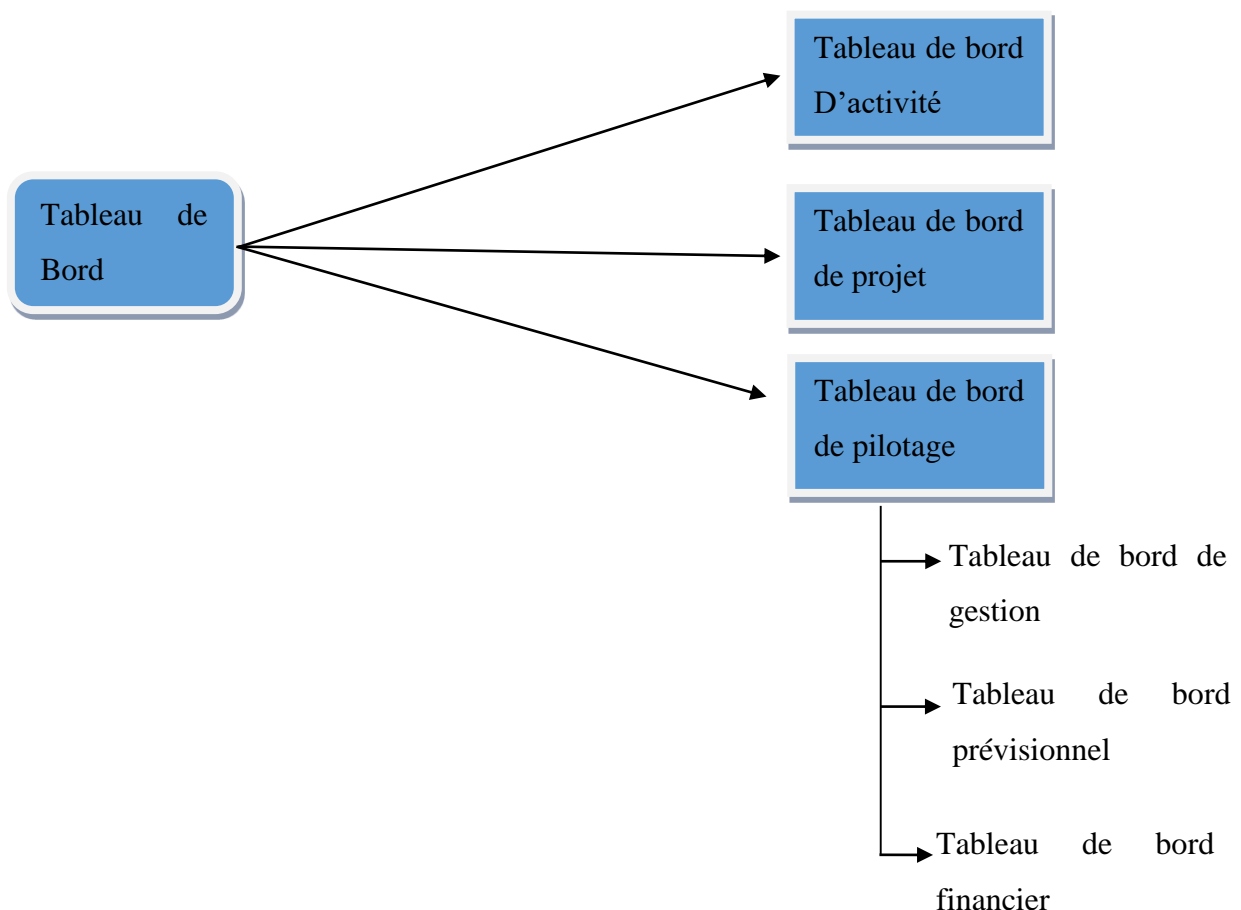 Tableau de
Bord
Tableau de bord
D’activité
Tableau de bord
de projet
Tableau de bord
de pilotage
Tableau de bord de
gestion
Tableau de bord
prévisionnel
Tableau de bord
financier